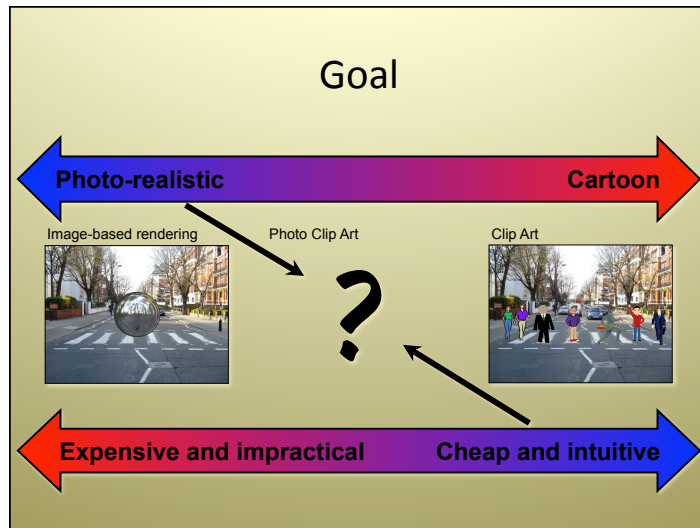 Goal
Photo-realistic
Cartoon
Image-based rendering
Photo Clip Art
Clip Art
?
Expensive and impractical
Cheap and intuitive